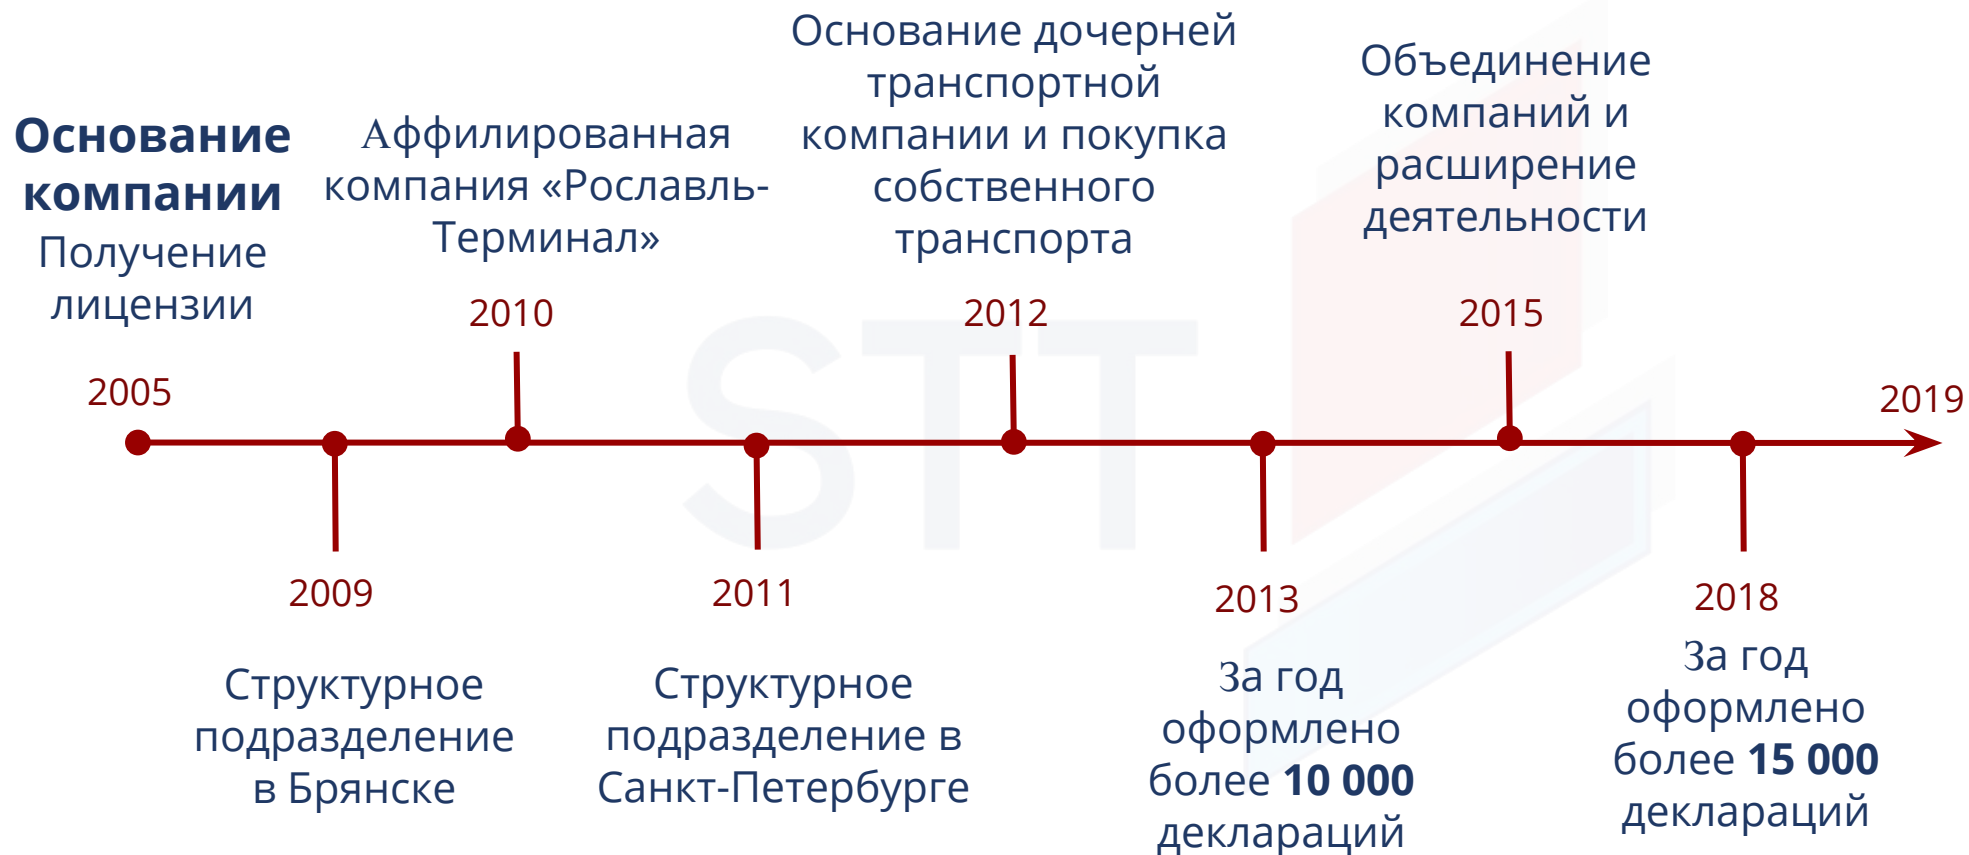 Основание
компании
Получение
лицензии
2005
2009
Структурное
подразделение
в Брянске
Аффилированная
компания «Рославль-
Терминал»
2010
2011
Структурное
подразделение в
Санкт-Петербурге
Основание дочерней
транспортной
компании и покупка
собственного
транспорта
2012
2013
За год
оформлено
более 10 000
деклараций
Объединение
компаний и
расширение
деятельности
2015
2018
За год
оформлено
более 15 000
деклараций
2019
STT